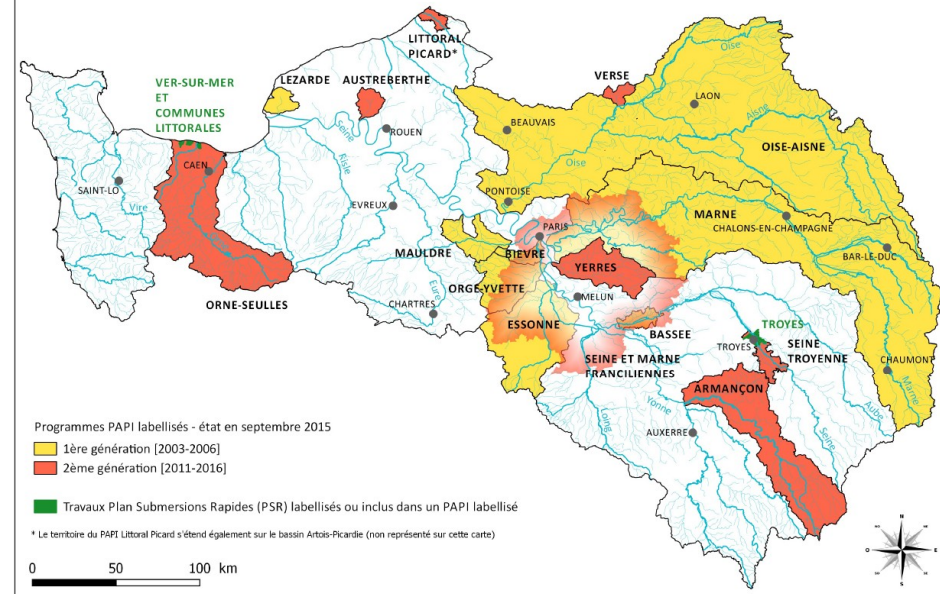 LITTORAL
PICARD*
VER-SUR-MER
ET
COMMUNES
LITTORALES
LEZARDE
AUSTREBERTHE
VERSE
Oise
LAON
Aisne
BEAUVAIS
ROUEN
Seine
Risle
OISE-AISNE
CAEN
Oise
SAINT-LO
Vire
PONTOISE
EVREUX
MARNE
CHALONS-EN-CHAMPAGNE
PARIS
MAULDRE
BIEVRE
BAR-LE-DUC
YERRES
ORGE-YVETTE
Eure
MELUN
ORNE-SEULLES
CHARTRES
ESSONNE
BASSEE
TROYES
TROYES
SEINE
TROYENNE
SEINE ET MARNE
FRANCILIENNES
CHAUMONT
Marne
ARMANÇON
Yonne
Loing
Aube
Seine
AUXERRE
Programmes PAPI labellisés - état en septembre 2015
1ère génération [2003-2006]
2ème génération [2011-2016]
Travaux Plan Submersions Rapides (PSR) labellisés ou inclus dans un PAPI labellisé
* Le territoire du PAPI Littoral Picard s'étend également sur le bassin Artois-Picardie (non représenté sur cette carte)
0 50 100 km
N
E
S
O